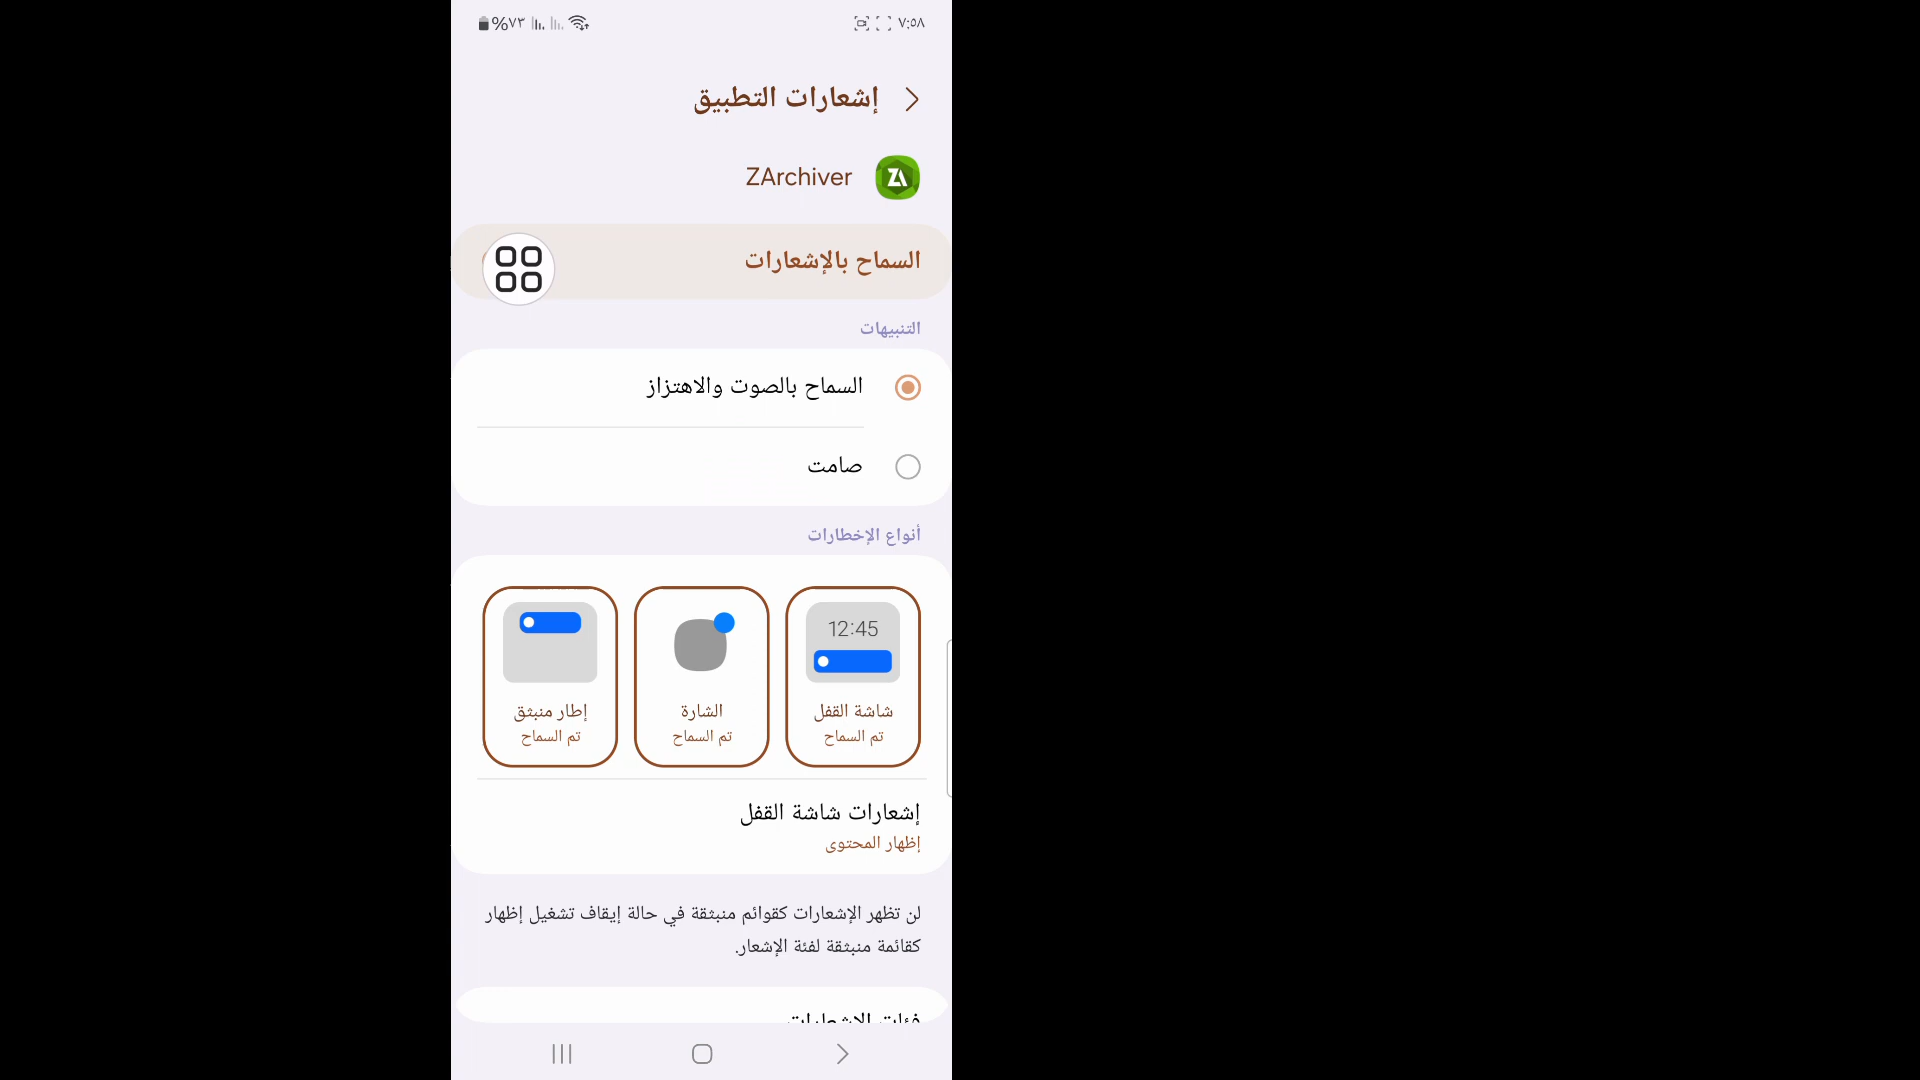 ٧:٥٨
%٧٣
إشعارات التطبيق
ZArchiver
السماح بالإشعارات
التنبيهات
السماح بالصوت والاهتزاز
صامت
أنواع الإخطارات
12:45
شاشة القفل
تم السماح
الشارة
تم السماح
إطار منبثق
تم السماح
إشعارات شاشة القفل
إظهار المحتوى
لن تظهر الإشعارات كقوائم منبثقة في حالة إيقاف تشغيل إظهار
كقائمة منبثقة لفئة الإشعار.
فئات الإشعارات